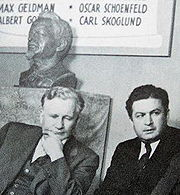 MAX GELDMAN • OSCAR SCHOENFELD
ALBERT GO • CARL SKOGLUND